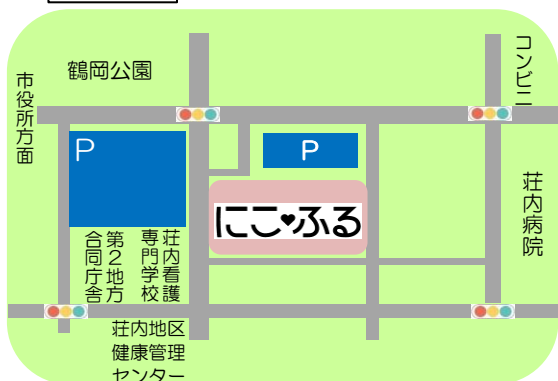 鶴岡公園
コンビニ
市役所方面
P
P
にこ♥ふる
荘内病院
第2地方
合同庁舎
荘内看護
専門学校
荘内地区
健康管理
センター